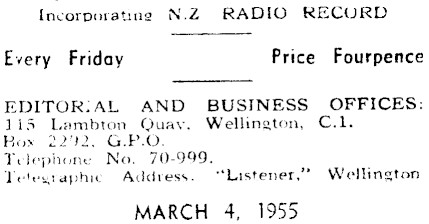 Incorporating N.Z RADIO RECORD
Every Friday Price Fourpence
EDITORIAL AND BUSINESS OFFICES:
115 Lambton Quay, Wellington, C.1.
Box 2292, G.P.O.
Telephone No. 70-999.
Telegraphic Address. "Listener," Wellington
MARCH 4, 1955